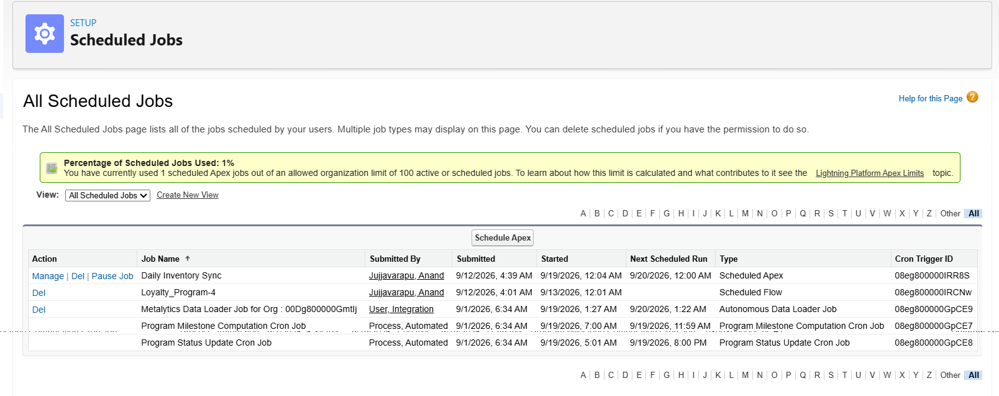 SETUP
Scheduled Jobs
All Scheduled Jobs
Help for this Page ?
The All Scheduled Jobs page lists all of the jobs scheduled by your users. Multiple job types may display on this page. You can delete scheduled jobs if you have the permission to do so.
Percentage of Scheduled Jobs Used: 1%
You have currently used 1 scheduled Apex jobs out of an allowed organization limit of 100 active or scheduled jobs. To learn about how this limit is calculated and what contributes to it see the Lightning Platform Apex Limits topic.
View: All Scheduled Jobs Create New View
A | B | C | D | E | F | G | H | I | J | K | L | M | N | O | P | Q | R | S | T | U | V | W | X | Y | Z | Other | All
Schedule Apex
Action Job Name ↑ Submitted By Submitted Started Next Scheduled Run Type Cron Trigger ID
Manage | Del | Pause Job Daily Inventory Sync Jujjavarapu, Anand 9/12/2026, 4:39 AM 9/19/2026, 12:04 AM 9/20/2026, 12:00 AM Scheduled Apex 08eg800000IRR8S
Del Loyalty_Program-4 Jujjavarapu, Anand 9/12/2026, 4:01 AM 9/13/2026, 12:01 AM Scheduled Flow 08eg800000IRCNw
Del Metalytics Data Loader Job for Org : 00Dg800000GmtIj User, Integration 9/1/2026, 6:34 AM 9/19/2026, 1:27 AM 9/20/2026, 1:22 AM Autonomous Data Loader Job 08eg800000GpCE9
Program Milestone Computation Cron Job Process, Automated 9/1/2026, 6:34 AM 9/19/2026, 7:00 AM 9/19/2026, 11:59 AM Program Milestone Computation Cron Job 08eg800000GpCE7
Program Status Update Cron Job Process, Automated 9/1/2026, 6:34 AM 9/19/2026, 5:01 AM 9/19/2026, 8:00 PM Program Status Update Cron Job 08eg800000GpCE8
A | B | C | D | E | F | G | H | I | J | K | L | M | N | O | P | Q | R | S | T | U | V | W | X | Y | Z | Other | All